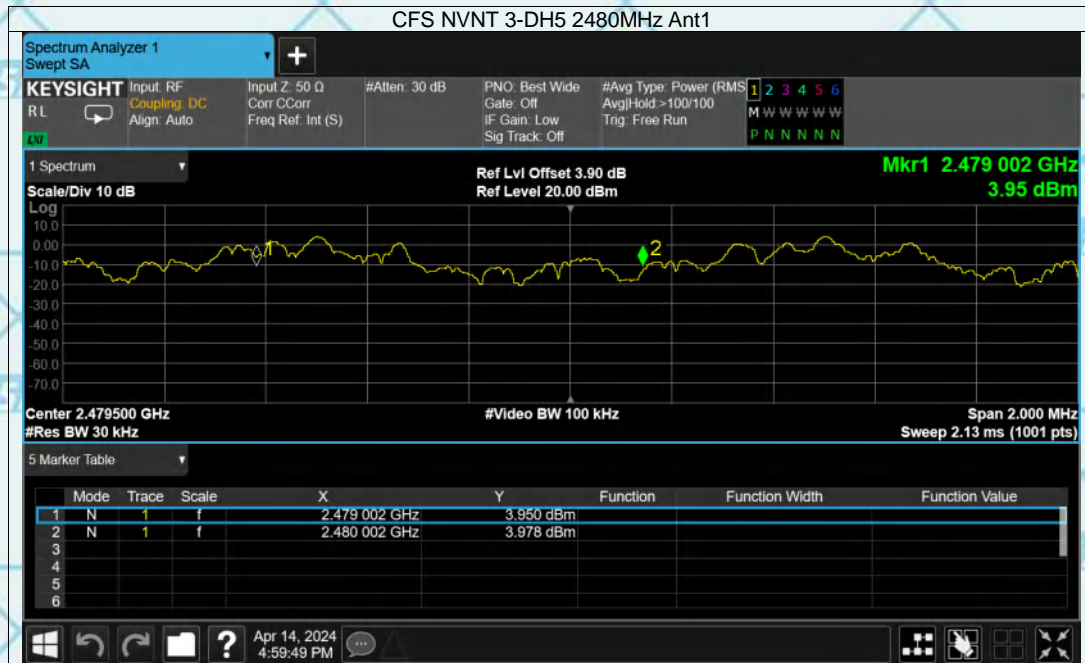 CFS NVNT 3-DH5 2480MHz Ant1
Spectrum Analyzer 1
Swept SA
+
KEYSIGHT
RL
LXI
Input: RF
Coupling: DC
Align: Auto
Input Z: 50 Ω
Corr CCorr
Freq Ref: Int (S)
#Atten: 30 dB
PNO: Best Wide
Gate: Off
IF Gain: Low
Sig Track: Off
#Avg Type: Power (RMS
Avg|Hold:>100/100
Trig: Free Run
1 2 3 4 5 6
M W W W W W
P N N N N N
1 Spectrum
Scale/Div 10 dB
Ref Lvl Offset 3.90 dB
Ref Level 20.00 dBm
Mkr1 2.479 002 GHz
3.95 dBm
Log
10.0
0.00
-10.0
-20.0
-30.0
-40.0
-50.0
-60.0
-70.0
1
2
Center 2.479500 GHz
#Video BW 100 kHz
Span 2.000 MHz
#Res BW 30 kHz
Sweep 2.13 ms (1001 pts)
5 Marker Table
Mode Trace Scale X Y Function Function Width Function Value
1 N 1 f 2.479 002 GHz 3.950 dBm
2 N 1 f 2.480 002 GHz 3.978 dBm
3
4
5
6
?
Apr 14, 2024
4:59:49 PM